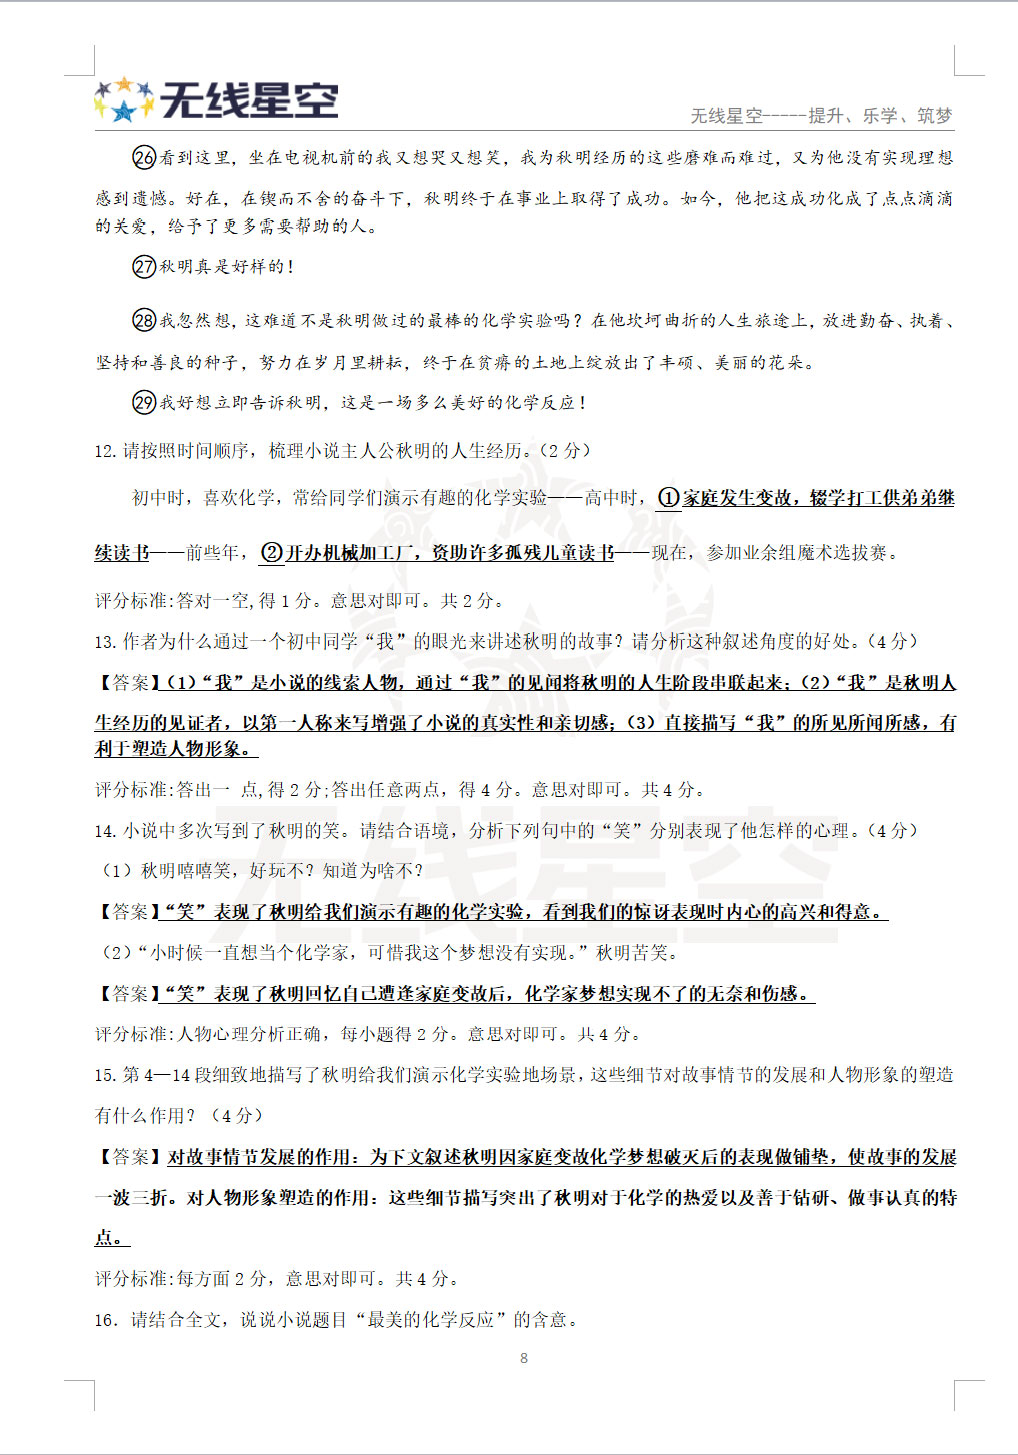 无线星空
无线星空-----提升、乐学、筑梦
㉖看到这里，坐在电视机前的我又想哭又想笑，我为秋明经历的这些磨难而难过，又为他没有实现理想
感到遗憾。好在，在锲而不舍的奋斗下，秋明终于在事业上取得了成功。如今，他把这成功化成了点点滴滴
的关爱，给予了更多需要帮助的人。
㉗秋明真是好样的！
㉘我忽然想，这难道不是秋明做过的最棒的化学实验吗？在他坎坷曲折的人生旅途上，放进勤奋、执着、
坚持和善良的种子，努力在岁月里耕耘，终于在贫瘠的土地上绽放出了丰硕、美丽的花朵。
㉙我好想立即告诉秋明，这是一场多么美好的化学反应！
12.请按照时间顺序，梳理小说主人公秋明的人生经历。（2 分）
初中时，喜欢化学，常给同学们演示有趣的化学实验——高中时，①家庭发生变故，辍学打工供弟弟继
续读书——前些年，②开办机械加工厂，资助许多孤残儿童读书——现在，参加业余组魔术选拔赛。
评分标准:答对一空,得 1 分。意思对即可。共 2 分。
13.作者为什么通过一个初中同学“我”的眼光来讲述秋明的故事？请分析这种叙述角度的好处。（4 分）
【答案】（1）“我”是小说的线索人物，通过“我”的见闻将秋明的人生阶段串联起来；（2）“我”是秋明人
生经历的见证者，以第一人称来写增强了小说的真实性和亲切感；（3）直接描写“我”的所见所闻所感，有
利于塑造人物形象。
评分标准:答出一 点,得 2 分;答出任意两点，得 4 分。意思对即可。共 4 分。
14.小说中多次写到了秋明的笑。请结合语境，分析下列句中的“笑”分别表现了他怎样的心理。（4 分）
（1）秋明嘻嘻笑，好玩不？知道为啥不？
【答案】“笑”表现了秋明给我们演示有趣的化学实验，看到我们的惊讶表现时内心的高兴和得意。
（2）“小时候一直想当个化学家，可惜我这个梦想没有实现。”秋明苦笑。
【答案】“笑”表现了秋明回忆自己遭逢家庭变故后，化学家梦想实现不了的无奈和伤感。
评分标准:人物心理分析正确，每小题得 2 分。意思对即可。共 4 分。
15.第 4—14 段细致地描写了秋明给我们演示化学实验地场景，这些细节对故事情节的发展和人物形象的塑造
有什么作用？（4 分）
【答案】对故事情节发展的作用：为下文叙述秋明因家庭变故化学梦想破灭后的表现做铺垫，使故事的发展
一波三折。对人物形象塑造的作用：这些细节描写突出了秋明对于化学的热爱以及善于钻研、做事认真的特
点。
评分标准:每方面 2 分，意思对即可。共 4 分。
16．请结合全文，说说小说题目“最美的化学反应”的含意。
无线星空
8